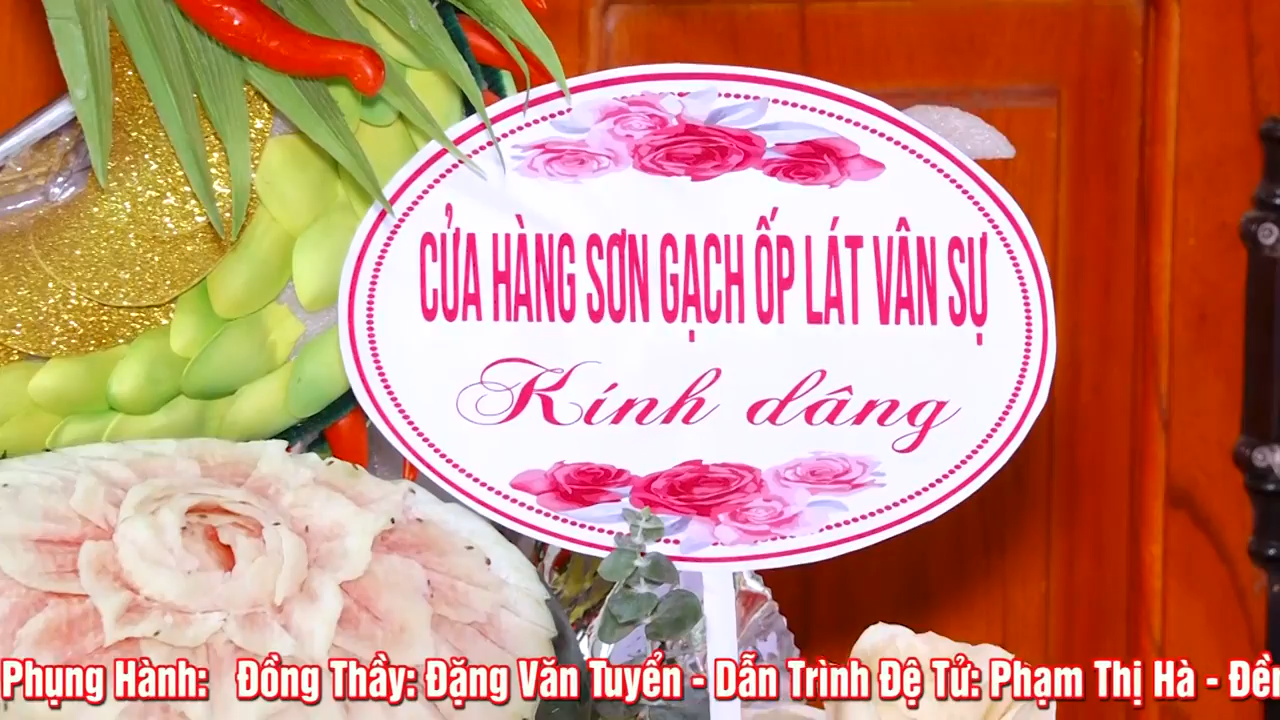 CỬA HÀNG SƠN GẠCH ỐP LÁT VÂN SỰ
Kính dâng
Phụng Hành: Đồng Thầy: Đặng Văn Tuyển - Dẫn Trình Đệ Tử: Phạm Thị Hà -